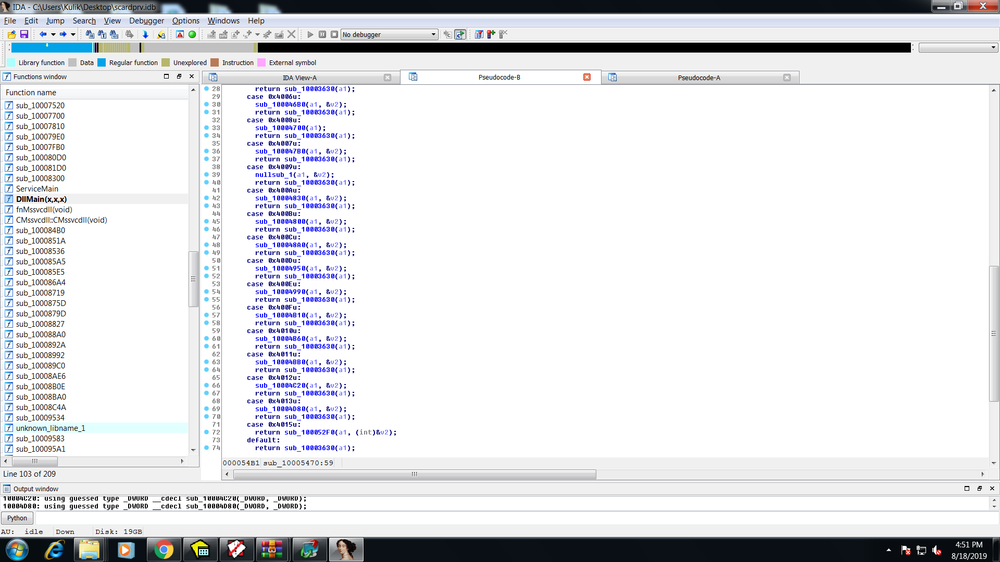 IDA - C:\Users\Kulik\Desktop\scardprv.idb
File Edit Jump Search View Debugger Options Windows Help
No debugger
Library function Data Regular function Unexplored Instruction External symbol
Functions window
IDA View-A
Pseudocode-B
Pseudocode-A
Function name
sub_10007520
sub_10007700
sub_10007810
sub_100079E0
sub_10007FB0
sub_100080D0
sub_100081D0
sub_10008300
ServiceMain
DllMain(x,x,x)
fnMssvcdll(void)
CMssvcdll::CMssvcdll(void)
sub_100084B0
sub_1000851A
sub_10008536
sub_100085A5
sub_100085E5
sub_100086A4
sub_10008719
sub_1000875D
sub_1000879D
sub_10008827
sub_100088A0
sub_1000892A
sub_10008992
sub_100089C0
sub_10008AE6
sub_10008B0E
sub_10008BA0
sub_10008C4A
sub_10009534
unknown_libname_1
sub_10009583
sub_100095A1
Line 103 of 209
28 return sub_10003630(a1);
29 case 0x4006u:
30 sub_100046B0(a1, &v2);
31 return sub_10003630(a1);
32 case 0x4008u:
33 sub_10004700(a1);
34 return sub_10003630(a1);
35 case 0x4007u:
36 sub_100047B0(a1, &v2);
37 return sub_10003630(a1);
38 case 0x4009u:
39 nullsub_1(a1, &v2);
40 return sub_10003630(a1);
41 case 0x400Au:
42 sub_10004830(a1, &v2);
43 return sub_10003630(a1);
44 case 0x400Bu:
45 sub_10004800(a1, &v2);
46 return sub_10003630(a1);
47 case 0x400Cu:
48 sub_100048A0(a1, &v2);
49 return sub_10003630(a1);
50 case 0x400Du:
51 sub_10004950(a1, &v2);
52 return sub_10003630(a1);
53 case 0x400Eu:
54 sub_10004990(a1, &v2);
55 return sub_10003630(a1);
56 case 0x400Fu:
57 sub_10004B10(a1, &v2);
58 return sub_10003630(a1);
59 case 0x4010u:
60 sub_10004B60(a1, &v2);
61 return sub_10003630(a1);
62 case 0x4011u:
63 sub_10004BB0(a1, &v2);
64 return sub_10003630(a1);
65 case 0x4012u:
66 sub_10004C20(a1, &v2);
67 return sub_10003630(a1);
68 case 0x4013u:
69 sub_10004D80(a1, &v2);
70 return sub_10003630(a1);
71 case 0x4015u:
72 return sub_100052F0(a1, (int)&v2);
73 default:
74 return sub_10003630(a1);
000054B1 sub_10005470:59
Output window
10004C20: using guessed type _DWORD __cdecl sub_10004C20(_DWORD, _DWORD);
10004D80: using guessed type _DWORD __cdecl sub_10004D80(_DWORD, _DWORD);
Python
AU: idle Down Disk: 19GB
4:51 PM
8/18/2019